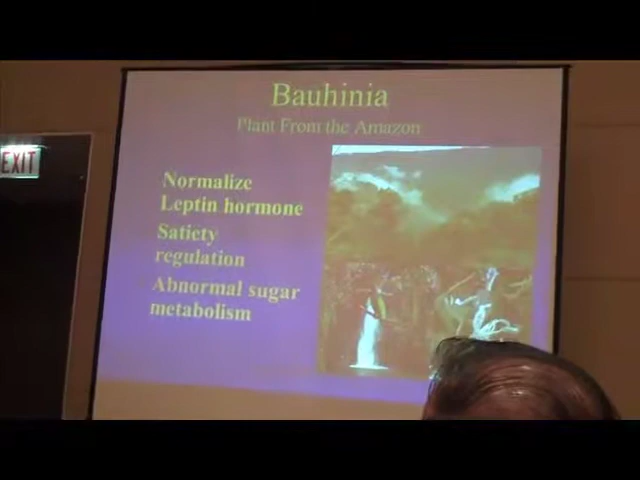 Bauhinia
Plant From the Amazon
EXIT
Normalize
Leptin hormone
Satiety
regulation
Abnormal sugar
metabolism